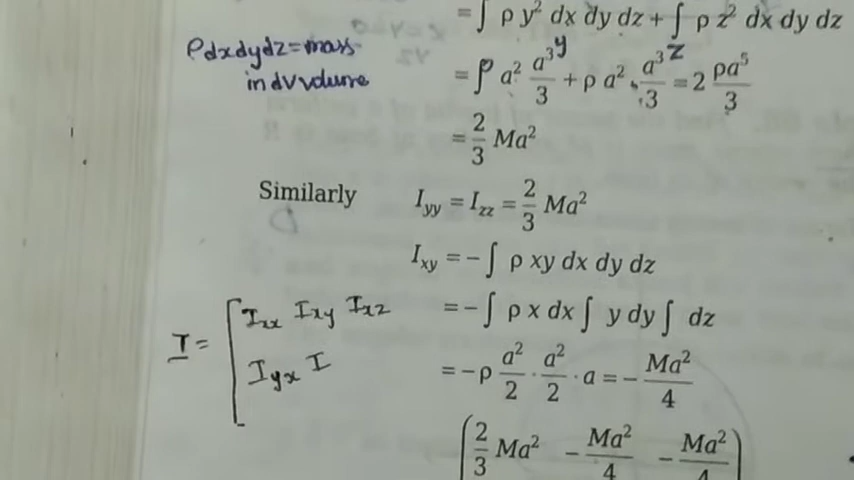 = ∫ ρ y² dx dy dz + ∫ ρ z² dx dy dz
ρdxdydz = mass
in dV volume
= ρ a² a³/3 y + ρ a² · a³/3 z = 2 ρa⁵/3
= 2/3 Ma²
Similarly I_yy = I_zz = 2/3 Ma²
I_xy = − ∫ ρ xy dx dy dz
= − ∫ ρ x dx ∫ y dy ∫ dz
I = [ I_xx I_xy I_xz
I_yx I
= −ρ a²/2 · a²/2 · a = − Ma²/4
( 2/3 Ma² − Ma²/4 − Ma²/4 )